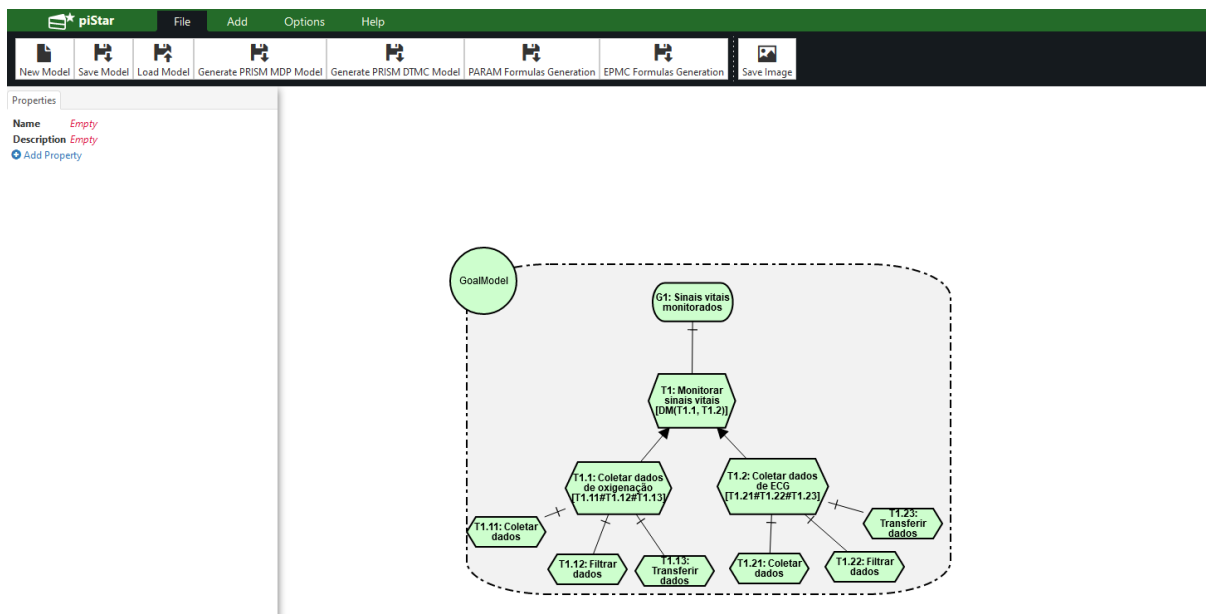 piStar File Add Options Help
New Model Save Model Load Model Generate PRISM MDP Model Generate PRISM DTMC Model PARAM Formulas Generation EPMC Formulas Generation Save Image
Properties
Name Empty
Description Empty
Add Property
GoalModel
G1: Sinais vitais
monitorados
T1: Monitorar
sinais vitais
[DM(T1.1, T1.2)]
T1.1: Coletar dados
de oxigenação
[T1.11#T1.12#T1.13]
T1.2: Coletar dados
de ECG
[T1.21#T1.22#T1.23]
T1.11: Coletar
dados
T1.12: Filtrar
dados
T1.13:
Transferir
dados
T1.21: Coletar
dados
T1.22: Filtrar
dados
T1.23:
Transferir
dados